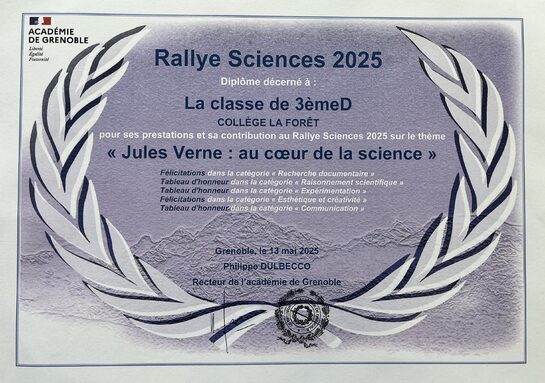 ACADÉMIE
DE GRENOBLE
Liberté
Égalité
Fraternité
Rallye Sciences 2025
Diplôme décerné à :
La classe de 3èmeD
COLLÈGE LA FORÊT
pour ses prestations et sa contribution au Rallye Sciences 2025 sur le thème
« Jules Verne : au cœur de la science »
Félicitations dans la catégorie « Recherche documentaire »
Tableau d'honneur dans la catégorie « Raisonnement scientifique »
Tableau d'honneur dans la catégorie « Expérimentation »
Félicitations dans la catégorie « Esthétique et créativité »
Tableau d'honneur dans la catégorie « Communication »
Grenoble, le 13 mai 2025
Philippe DULBECCO
Recteur de l'académie de Grenoble